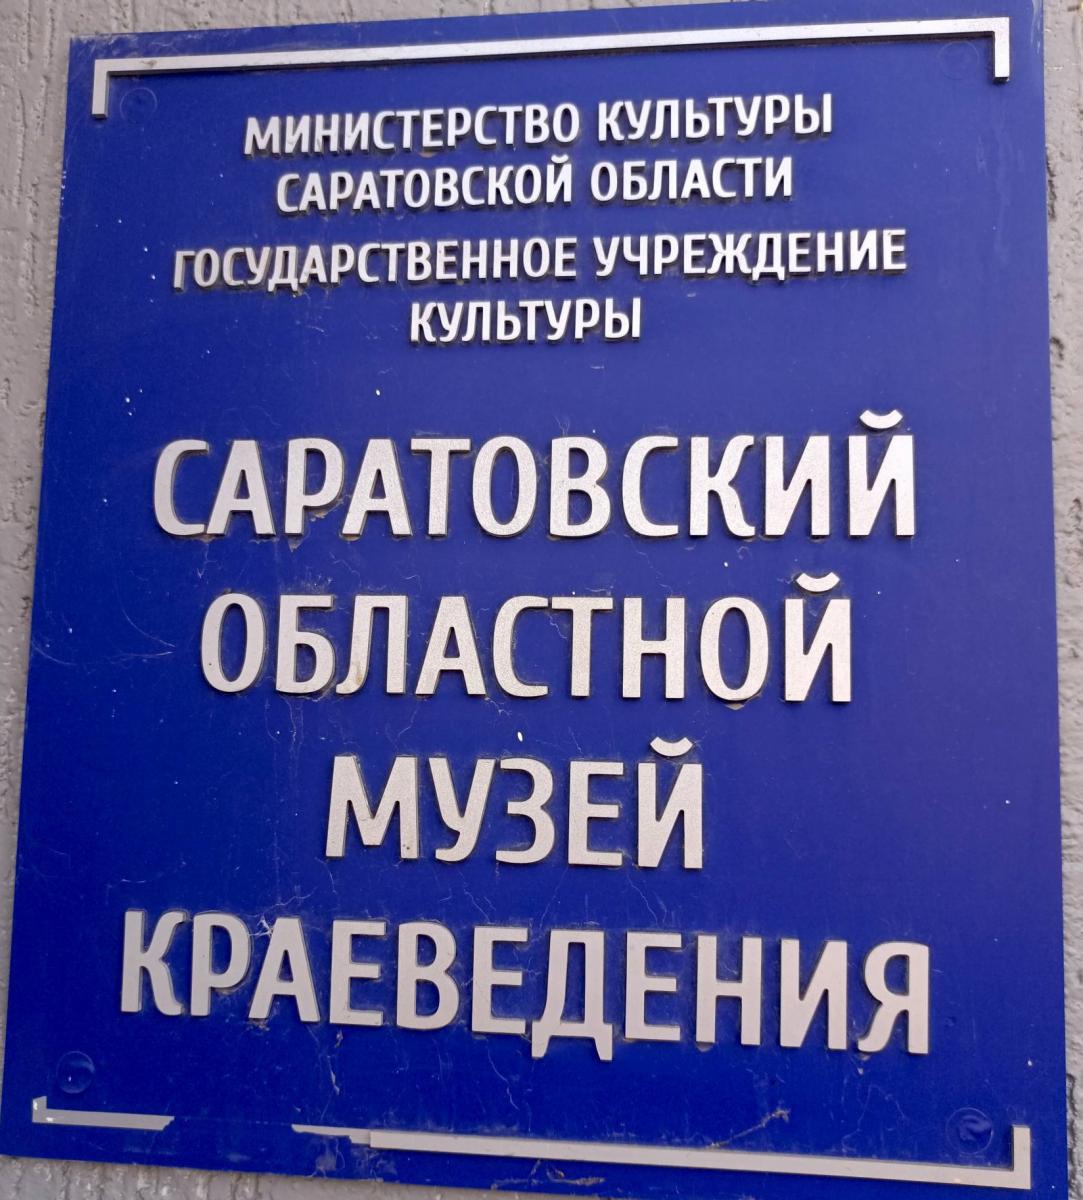 МИНИСТЕРСТВО КУЛЬТУРЫ
САРАТОВСКОЙ ОБЛАСТИ
ГОСУДАРСТВЕННОЕ УЧРЕЖДЕНИЕ
КУЛЬТУРЫ
САРАТОВСКИЙ
ОБЛАСТНОЙ
МУЗЕЙ
КРАЕВЕДЕНИЯ